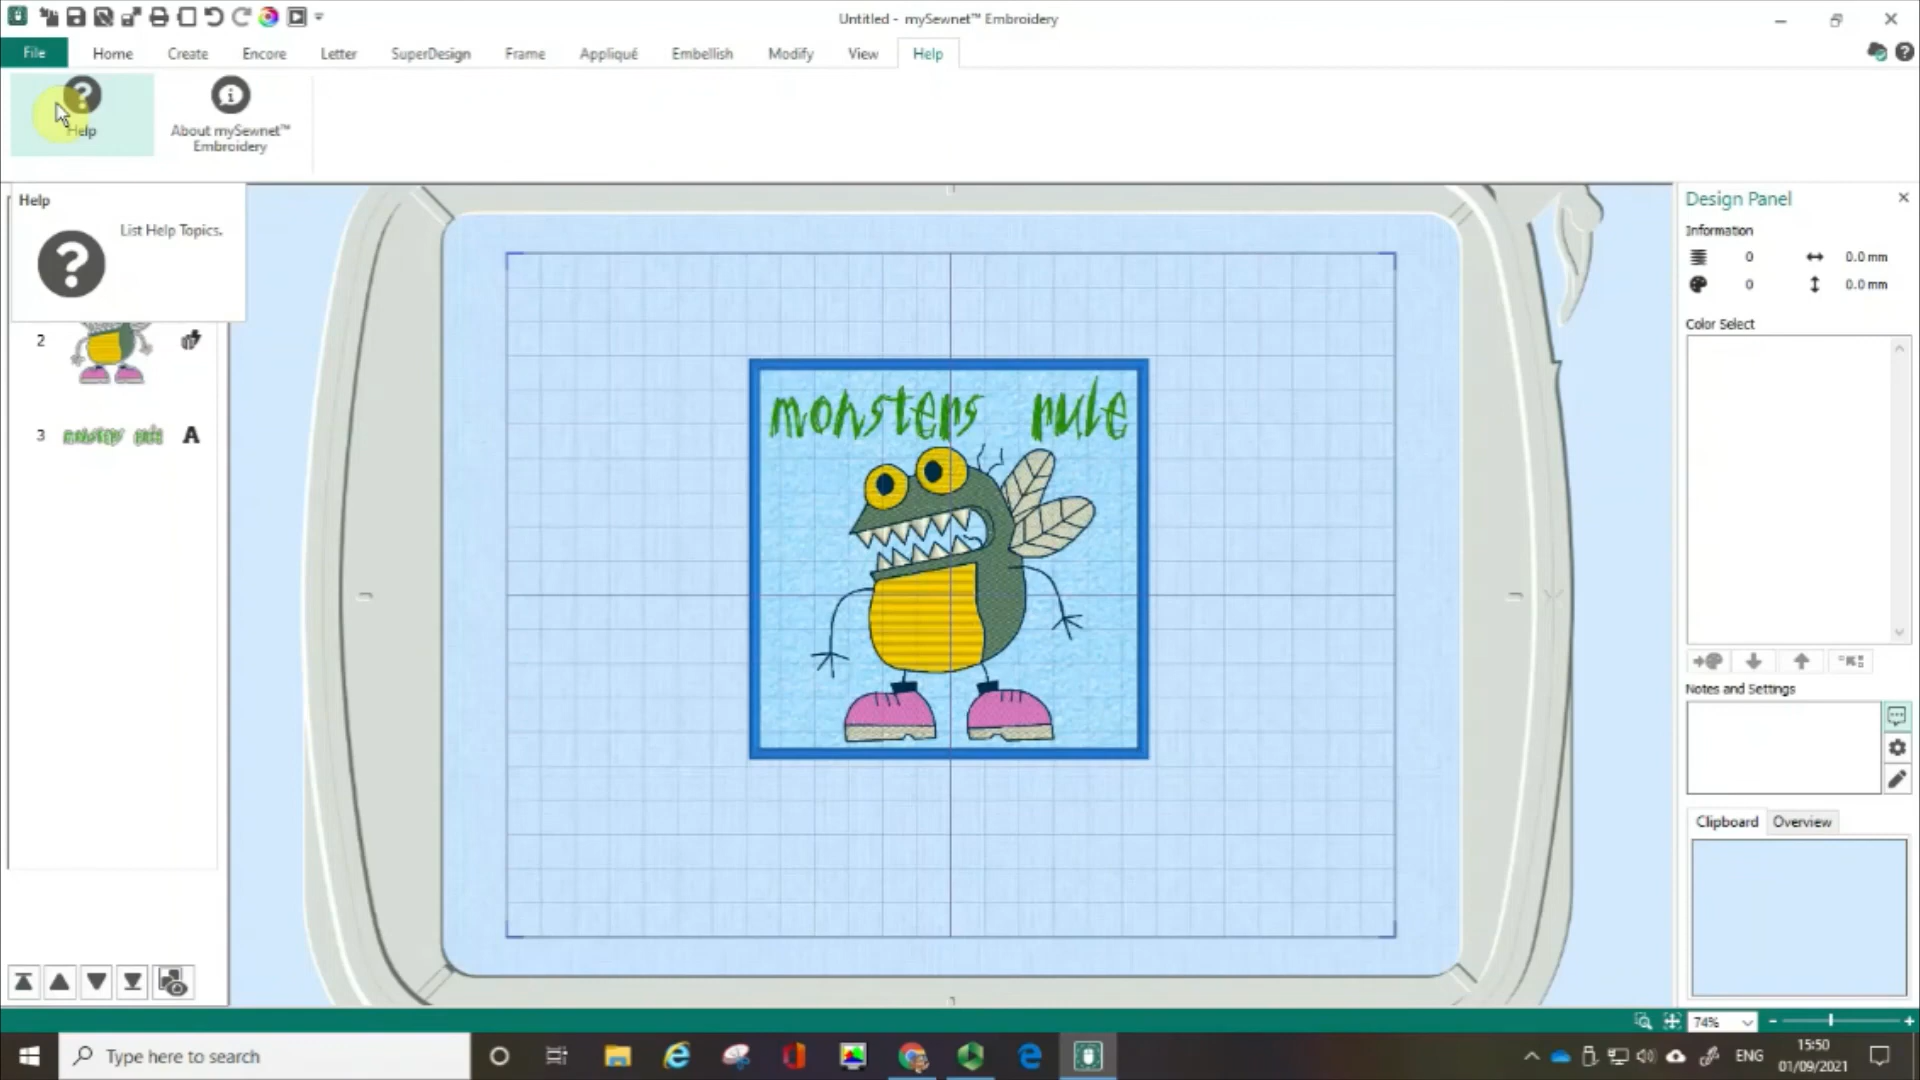 Untitled - mySewnet™ Embroidery
File Home Create Encore Letter SuperDesign Frame Appliqué Embellish Modify View Help
Help
About mySewnet™
Embroidery
Help
List Help Topics.
2
3 monsters rule A
monsters rule
Design Panel
Information
0 0.0 mm
0 0.0 mm
Color Select
Notes and Settings
Clipboard Overview
74%
Type here to search
ENG
15:50
01/09/2021